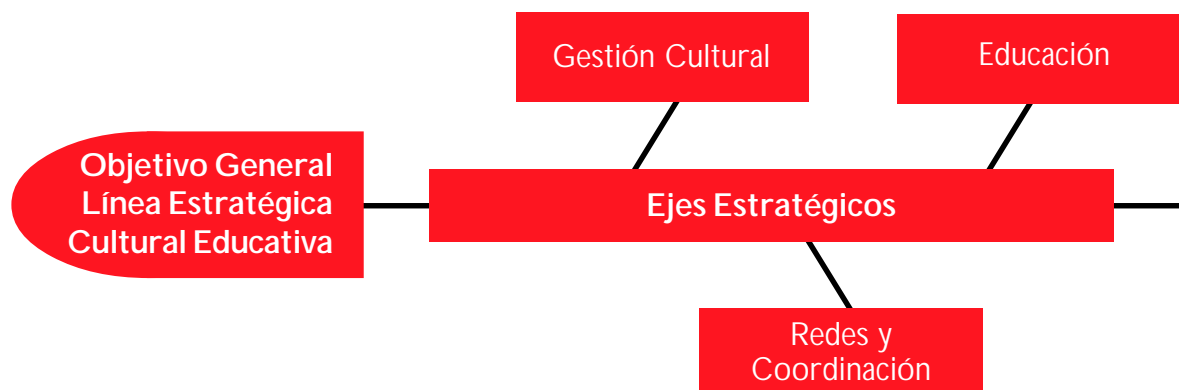 Gestión Cultural
Educación
Objetivo General
Línea Estratégica
Cultural Educativa
Ejes Estratégicos
Redes y
Coordinación